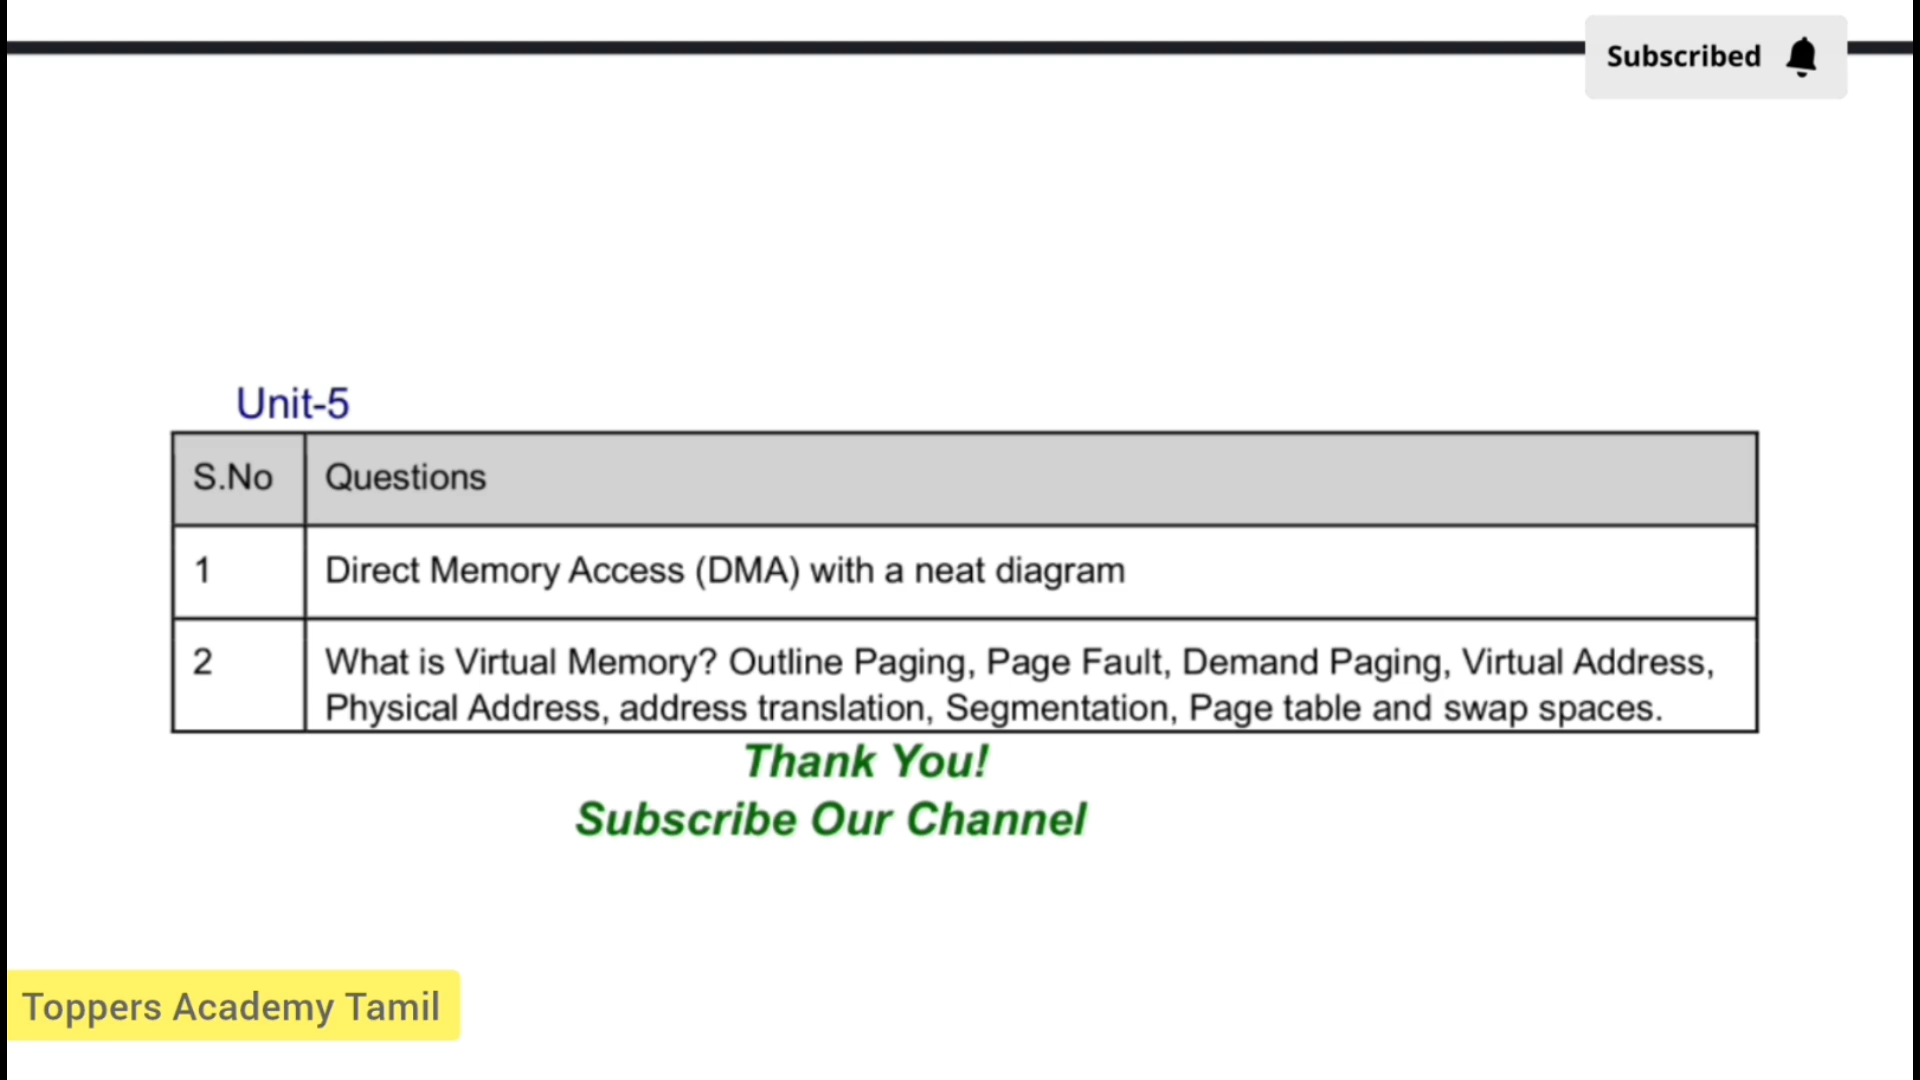 Subscribed
Unit-5
S.No Questions
1 Direct Memory Access (DMA) with a neat diagram
2 What is Virtual Memory? Outline Paging, Page Fault, Demand Paging, Virtual Address,
Physical Address, address translation, Segmentation, Page table and swap spaces.
Thank You!
Subscribe Our Channel
Toppers Academy Tamil